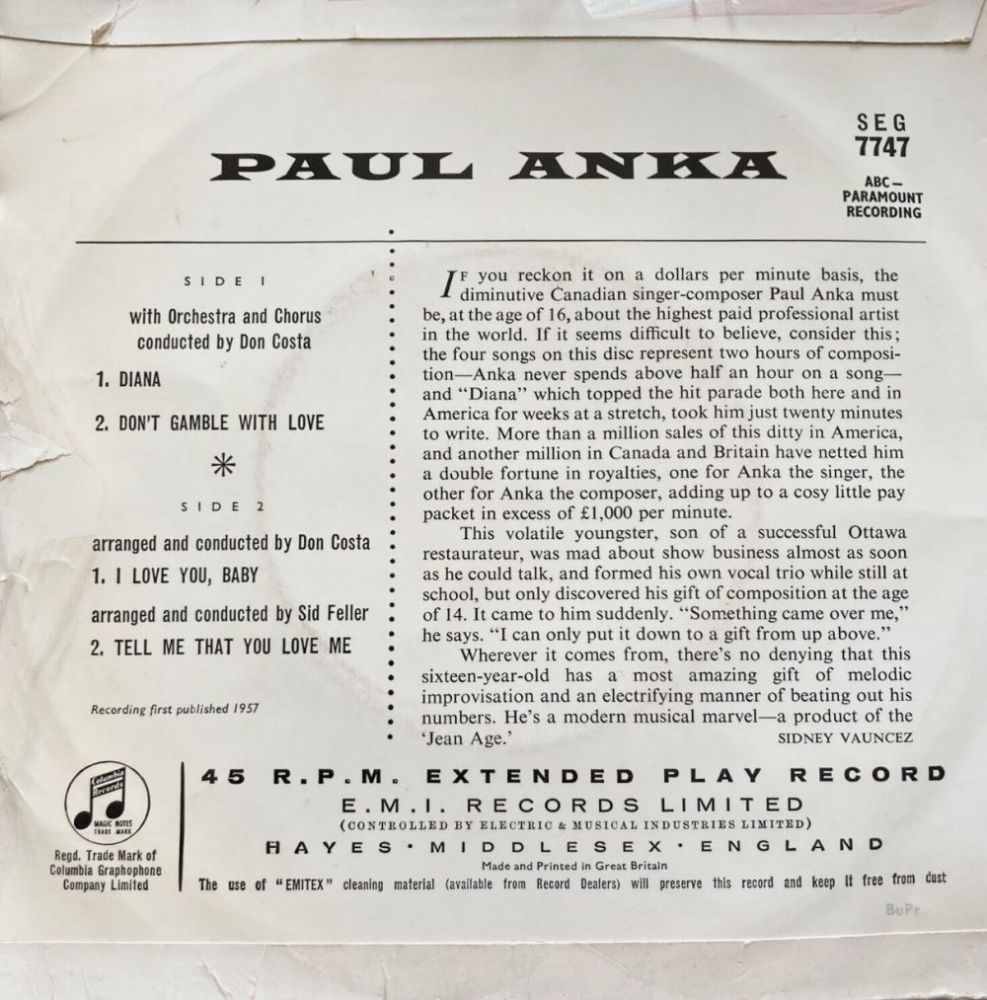 PAUL ANKA
SEG
7747
ABC—
PARAMOUNT
RECORDING
SIDE 1
with Orchestra and Chorus
conducted by Don Costa
1. DIANA
2. DON'T GAMBLE WITH LOVE
SIDE 2
arranged and conducted by Don Costa
1. I LOVE YOU, BABY
arranged and conducted by Sid Feller
2. TELL ME THAT YOU LOVE ME
Recording first published 1957
IF you reckon it on a dollars per minute basis, the
diminutive Canadian singer-composer Paul Anka must
be, at the age of 16, about the highest paid professional artist
in the world. If it seems difficult to believe, consider this;
the four songs on this disc represent two hours of composi-
tion—Anka never spends above half an hour on a song—
and "Diana" which topped the hit parade both here and in
America for weeks at a stretch, took him just twenty minutes
to write. More than a million sales of this ditty in America,
and another million in Canada and Britain have netted him
a double fortune in royalties, one for Anka the singer, the
other for Anka the composer, adding up to a cosy little pay
packet in excess of £1,000 per minute.
This volatile youngster, son of a successful Ottawa
restaurateur, was mad about show business almost as soon
as he could talk, and formed his own vocal trio while still at
school, but only discovered his gift of composition at the age
of 14. It came to him suddenly. "Something came over me,"
he says. "I can only put it down to a gift from up above."
Wherever it comes from, there's no denying that this
sixteen-year-old has a most amazing gift of melodic
improvisation and an electrifying manner of beating out his
numbers. He's a modern musical marvel—a product of the
'Jean Age.' SIDNEY VAUNCEZ
Columbia
Records
MAGIC NOTES
TRADE MARK
Regd. Trade Mark of
Columbia Graphophone
Company Limited
45 R.P.M. EXTENDED PLAY RECORD
E.M.I. RECORDS LIMITED
(CONTROLLED BY ELECTRIC & MUSICAL INDUSTRIES LIMITED)
HAYES · MIDDLESEX · ENGLAND
Made and Printed in Great Britain
The use of "EMITEX" cleaning material (available from Record Dealers) will preserve this record and keep it free from dust
BuPr